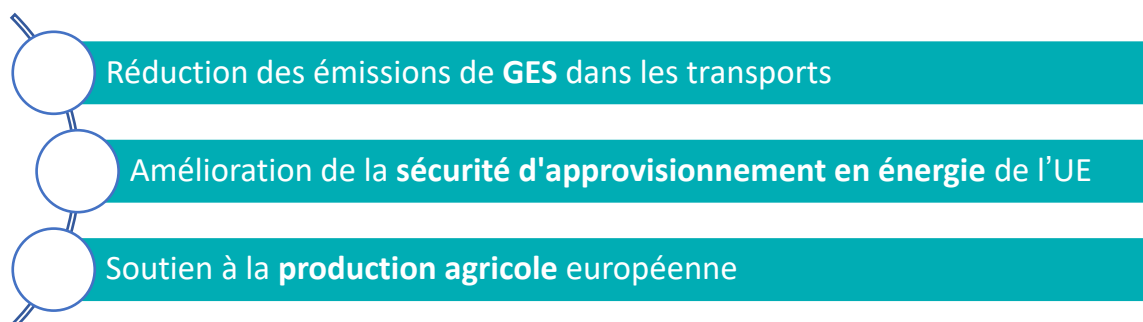 Réduction des émissions de GES dans les transports
Amélioration de la sécurité d'approvisionnement en énergie de l’UE
Soutien à la production agricole européenne